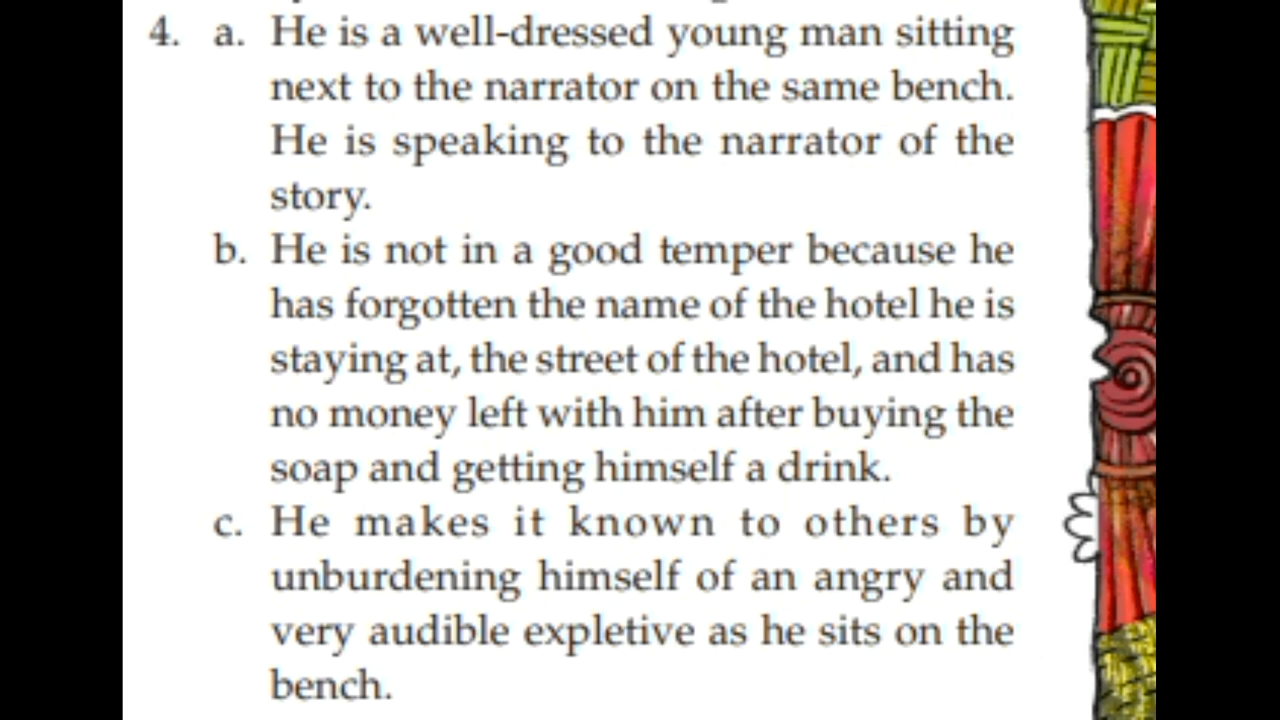 4. a. He is a well-dressed young man sitting
next to the narrator on the same bench.
He is speaking to the narrator of the
story.
b. He is not in a good temper because he
has forgotten the name of the hotel he is
staying at, the street of the hotel, and has
no money left with him after buying the
soap and getting himself a drink.
c. He makes it known to others by
unburdening himself of an angry and
very audible expletive as he sits on the
bench.